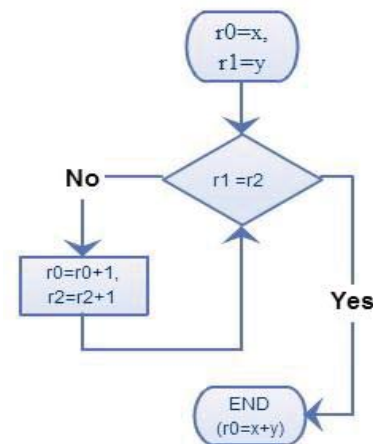 r0=x,
r1=y
r1 =r2
No
r0=r0+1,
r2=r2+1
Yes
END
(r0=x+y)